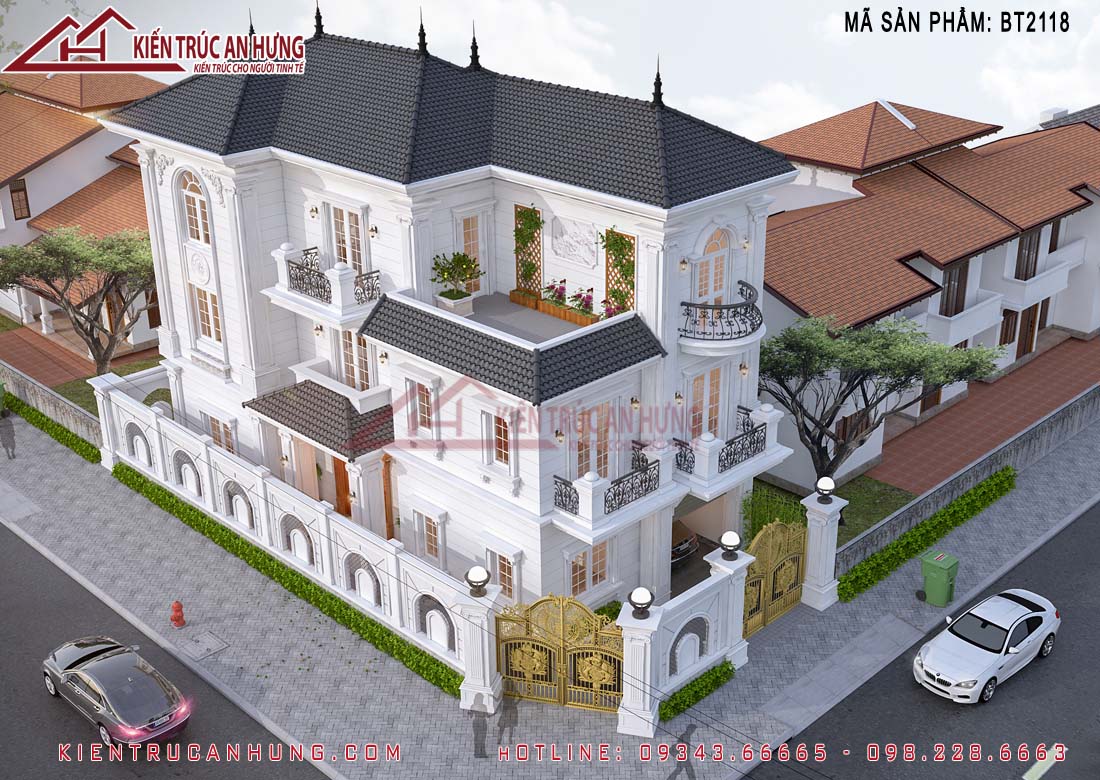 KIẾN TRÚC AN HƯNG
KIẾN TRÚC CHO NGƯỜI TINH TẾ
MÃ SẢN PHẨM: BT2118
KIẾN TRÚC AN HƯNG
KIENTRUCANHUNG.COM
HOTLINE: 09343.66665 - 098.228.6663